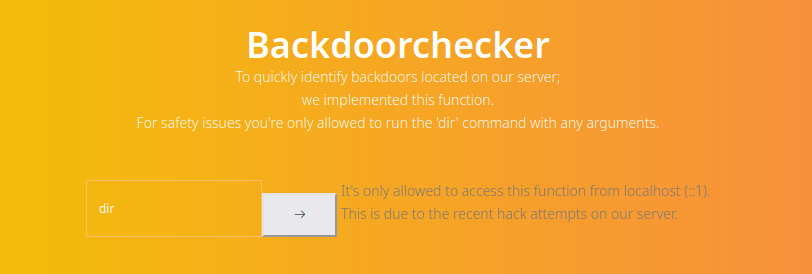 Backdoorchecker
To quickly identify backdoors located on our server;
we implemented this function.
For safety issues you're only allowed to run the 'dir' command with any arguments.
It's only allowed to access this function from localhost (::1).
dir →
This is due to the recent hack attempts on our server.